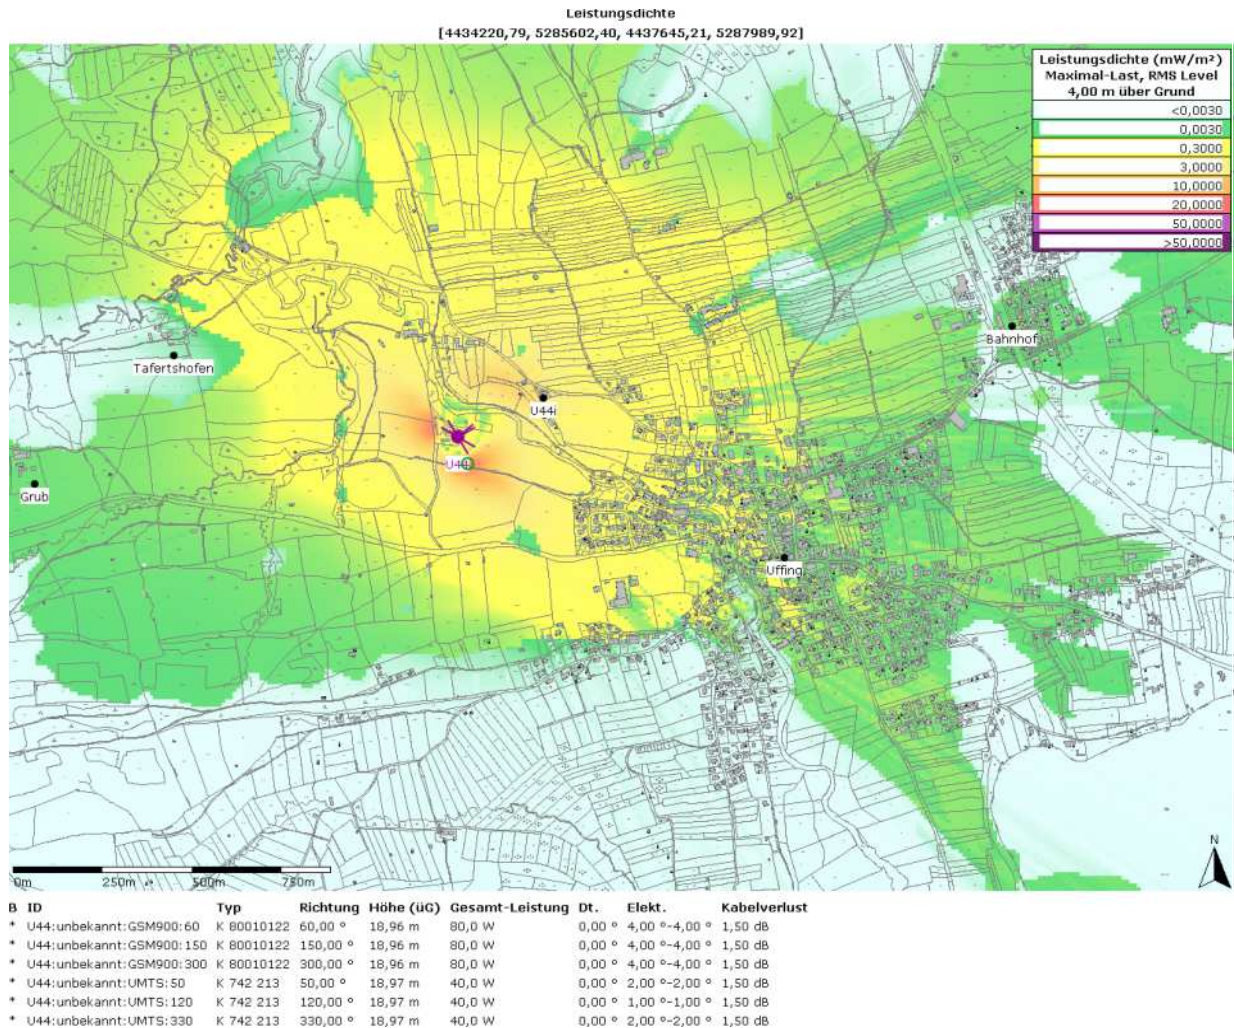 Leistungsdichte
[4434220,79, 5285602,40, 4437645,21, 5287989,92]
Leistungsdichte (mW/m²)
Maximal-Last, RMS Level
4,00 m über Grund
<0,0030
0,0030
0,3000
3,0000
10,0000
20,0000
50,0000
>50,0000
Bahnhof
Tafertshofen
U44i
U44
Grub
Uffing
N
0m 250m 500m 750m
B ID Typ Richtung Höhe (üG) Gesamt-Leistung Dt. Elekt. Kabelverlust
* U44:unbekannt:GSM900:60 K 80010122 60,00 ° 18,96 m 80,0 W 0,00 ° 4,00 °-4,00 ° 1,50 dB
* U44:unbekannt:GSM900:150 K 80010122 150,00 ° 18,96 m 80,0 W 0,00 ° 4,00 °-4,00 ° 1,50 dB
* U44:unbekannt:GSM900:300 K 80010122 300,00 ° 18,96 m 80,0 W 0,00 ° 4,00 °-4,00 ° 1,50 dB
* U44:unbekannt:UMTS:50 K 742 213 50,00 ° 18,97 m 40,0 W 0,00 ° 2,00 °-2,00 ° 1,50 dB
* U44:unbekannt:UMTS:120 K 742 213 120,00 ° 18,97 m 40,0 W 0,00 ° 1,00 °-1,00 ° 1,50 dB
* U44:unbekannt:UMTS:330 K 742 213 330,00 ° 18,97 m 40,0 W 0,00 ° 2,00 °-2,00 ° 1,50 dB